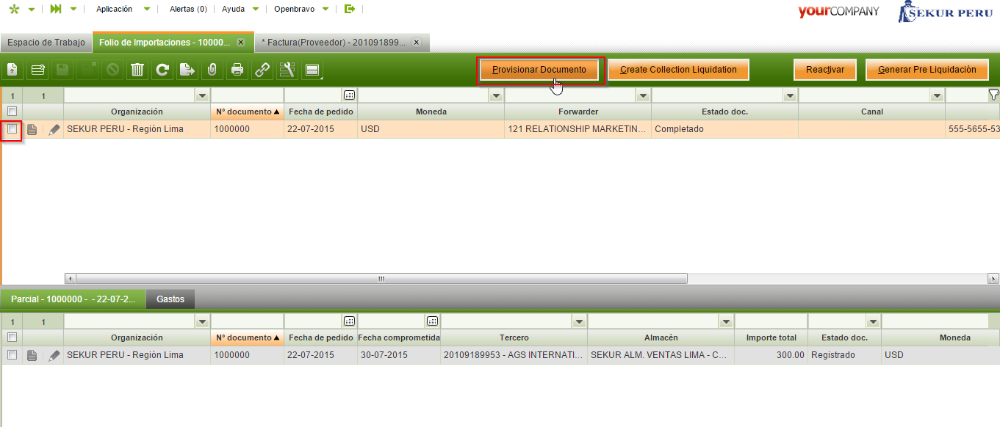 Aplicación Alertas (0) Ayuda Openbravo yourCOMPANY SEKUR PERU
Espacio de Trabajo Folio de Importaciones - 10000... * Factura(Proveedor) - 201091899...
Provisionar Documento Create Collection Liquidation Reactivar Generar Pre Liquidación
1 1
Organización Nº documento Fecha de pedido Moneda Forwarder Estado doc. Canal
SEKUR PERU - Región Lima 1000000 22-07-2015 USD 121 RELATIONSHIP MARKETIN... Completado 555-5655-53
Parcial - 1000000 - - 22-07-2... Gastos
1 1
Organización Nº documento Fecha de pedido Fecha comprometida Tercero Almacén Importe total Estado doc. Moneda
SEKUR PERU - Región Lima 1000000 22-07-2015 30-07-2015 20109189953 - AGS INTERNATI... SEKUR ALM. VENTAS LIMA - C... 300.00 Registrado USD